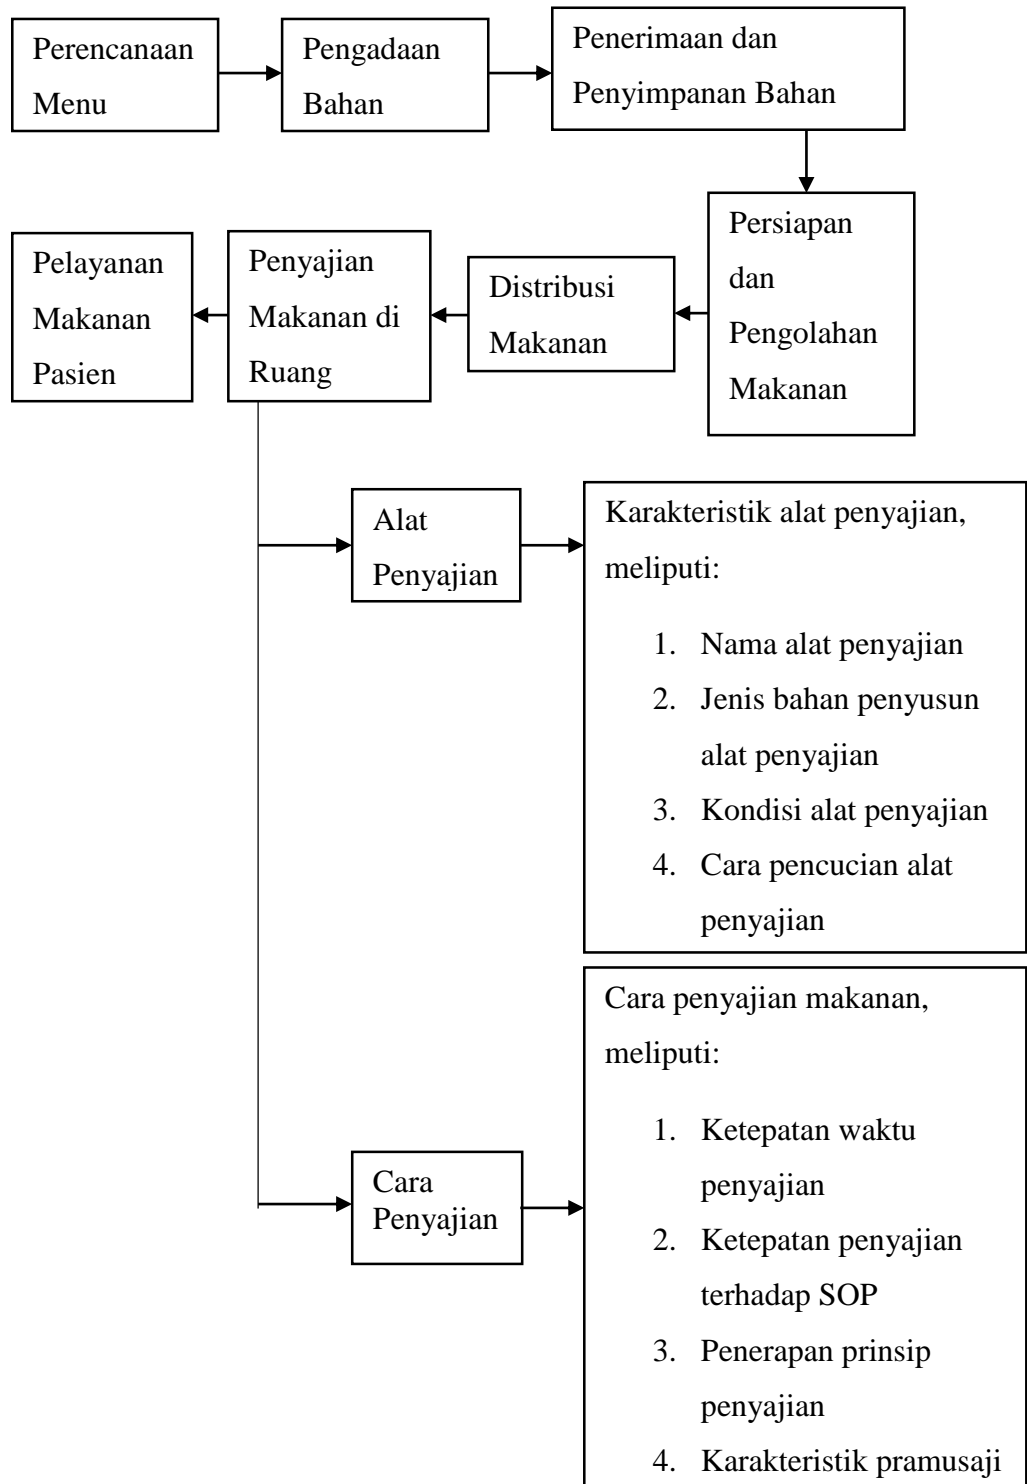 Perencanaan
Menu
Pengadaan
Bahan
Penerimaan dan
Penyimpanan Bahan
Persiapan
dan
Pengolahan
Makanan
Distribusi
Makanan
Penyajian
Makanan di
Ruang
Pelayanan
Makanan
Pasien
Alat
Penyajian
Karakteristik alat penyajian,
meliputi:
1. Nama alat penyajian
2. Jenis bahan penyusun
alat penyajian
3. Kondisi alat penyajian
4. Cara pencucian alat
penyajian
Cara
Penyajian
Cara penyajian makanan,
meliputi:
1. Ketepatan waktu
penyajian
2. Ketepatan penyajian
terhadap SOP
3. Penerapan prinsip
penyajian
4. Karakteristik pramusaji